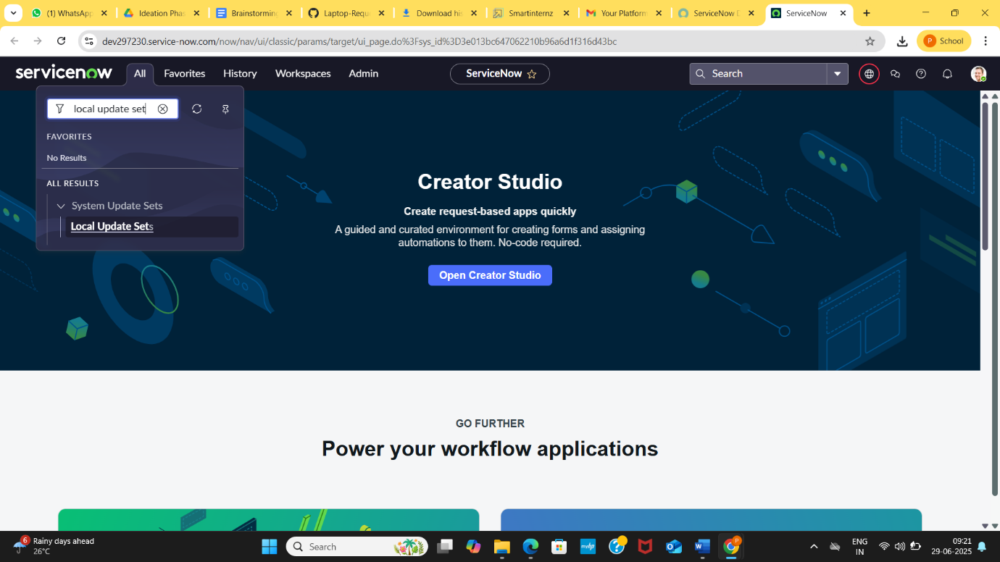 (1) WhatsApp
Ideation Phas
Brainstorming
Laptop-Requ
Download his
Smartinternz
Your Platform
ServiceNow D
ServiceNow
dev297230.service-now.com/now/nav/ui/classic/params/target/ui_page.do%3Fsys_id%3D3e013bc647062210b96a6d1f316d43bc
P School
servicenow
All
Favorites
History
Workspaces
Admin
ServiceNow
Search
local update set
FAVORITES
No Results
ALL RESULTS
System Update Sets
Local Update Sets
Creator Studio
Create request-based apps quickly
A guided and curated environment for creating forms and assigning
automations to them. No-code required.
Open Creator Studio
GO FURTHER
Power your workflow applications
6
Rainy days ahead
26°C
Search
ENG
IN
09:21
29-06-2025